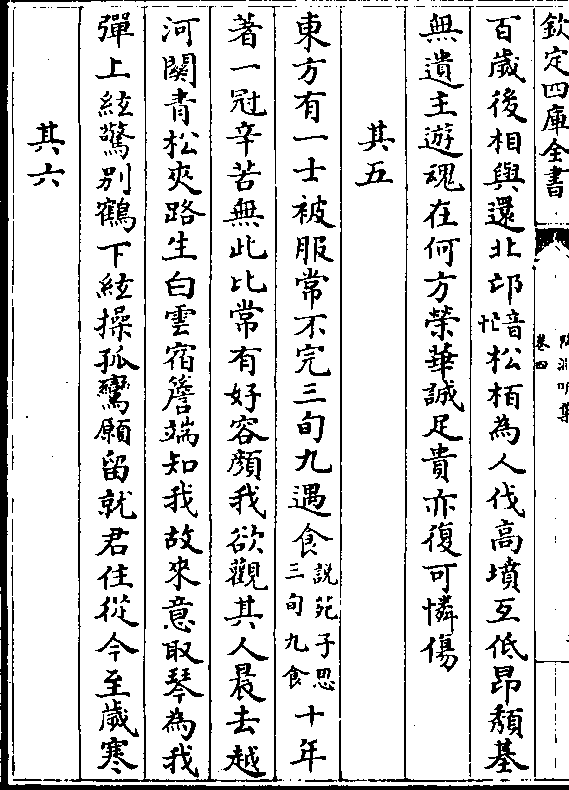 欽定四庫全書
陶淵明集
卷四
百歲後相與還北邙音忙松栢為人伐高墳互低昂頹基
無遺主遊魂在何方榮華誠足貴亦復可憐傷
其五
東方有一士被服常不完三旬九遇食說苑子思三旬九食十年
著一冠辛苦無此比常有好容顏我欲觀其人晨去越
河關青松夾路生白雲宿簷端知我故來意取琴為我
彈上絃驚別鶴下絃操孤鸞願留就君住從今至歲寒
其六